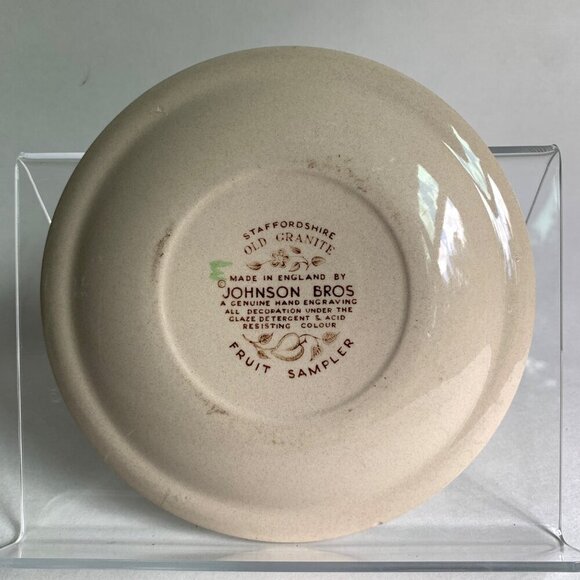 STAFFORDSHIRE
OLD GRANITE
E
MADE IN ENGLAND BY
© JOHNSON BROS
A GENUINE HAND ENGRAVING
ALL DECORATION UNDER THE
GLAZE DETERGENT & ACID
RESISTING COLOUR
FRUIT SAMPLER